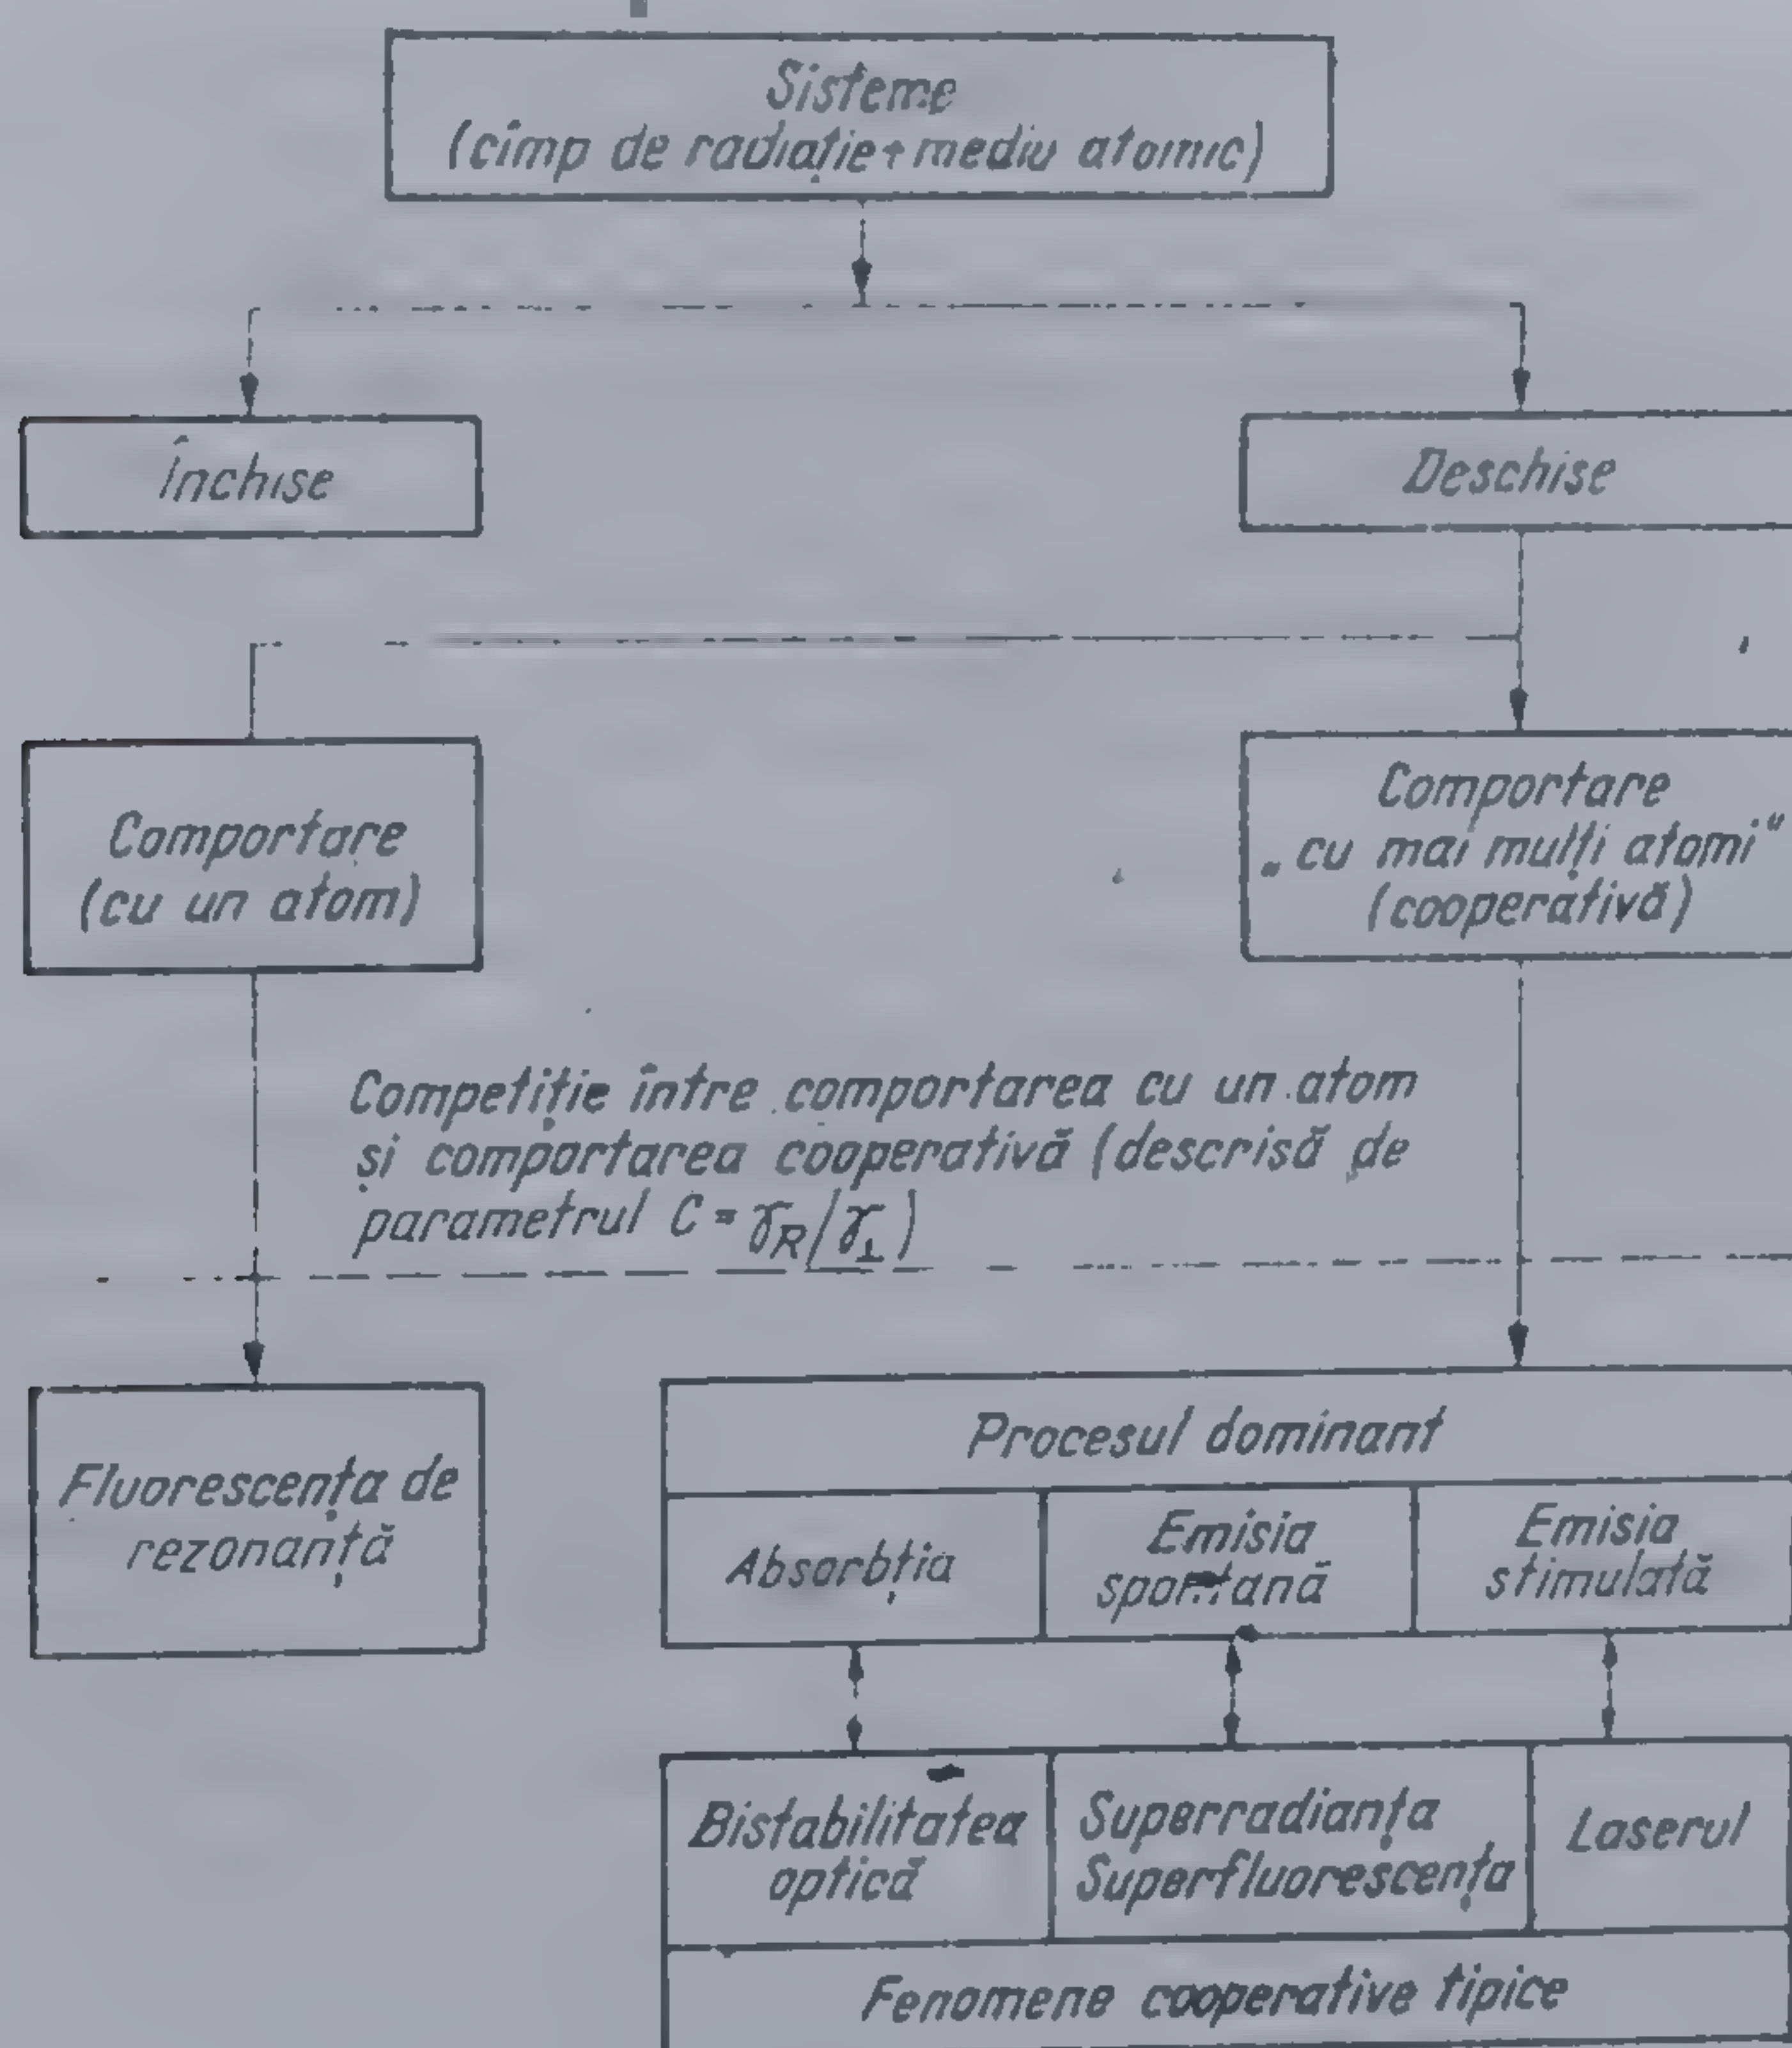 Sisteme
(cîmp de radiație + mediu atomic)
Închise
Deschise
Comportare
(cu un atom)
Comportare
„cu mai mulți atomi“
(cooperativă)
Competiție între comportarea cu un atom
și comportarea cooperativă (descrisă de
parametrul C = γR/γ⊥)
Fluorescența de
rezonanță
Procesul dominant
Absorbția
Emisia
spontană
Emisia
stimulată
Bistabilitatea
optică
Superradianța
Superfluorescența
Laserul
Fenomene cooperative tipice